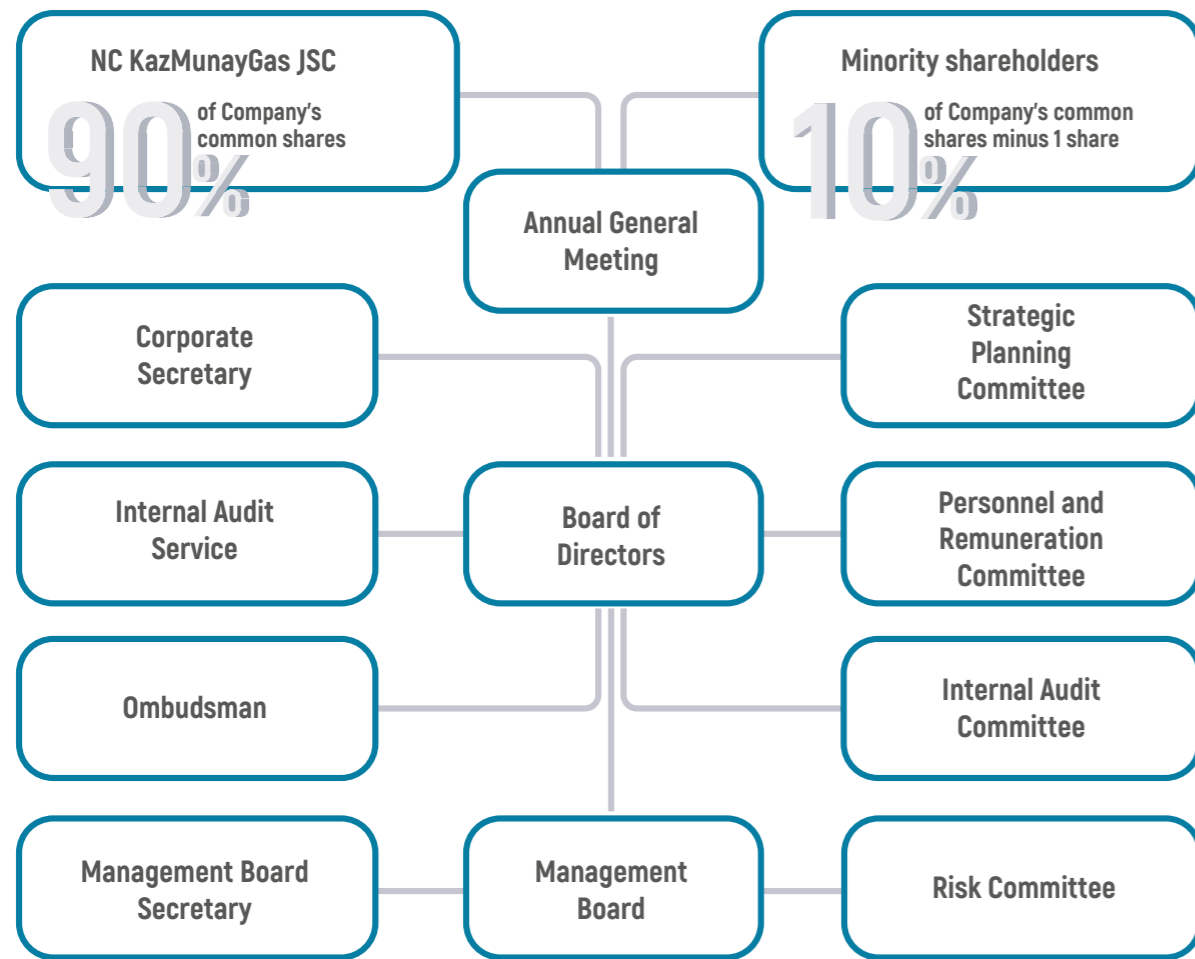 NC KazMunayGas JSC
90%
of Company's
common shares
Minority shareholders
10%
of Company's common
shares minus 1 share
Annual General
Meeting
Corporate
Secretary
Strategic
Planning
Committee
Internal Audit
Service
Board of
Directors
Personnel and
Remuneration
Committee
Ombudsman
Internal Audit
Committee
Management Board
Secretary
Management
Board
Risk Committee